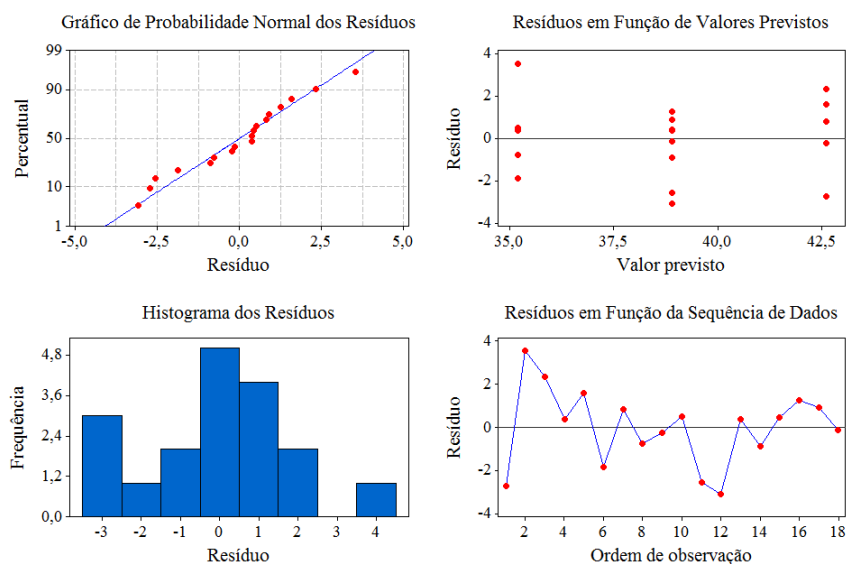 Gráfico de Probabilidade Normal dos Resíduos
99
90
50
10
1
Percentual
-5,0 -2,5 0,0 2,5 5,0
Resíduo
Resíduos em Função de Valores Previstos
4
2
0
-2
-4
Resíduo
35,0 37,5 40,0 42,5
Valor previsto
Histograma dos Resíduos
4,8
3,6
2,4
1,2
0,0
Frequência
-3 -2 -1 0 1 2 3 4
Resíduo
Resíduos em Função da Sequência de Dados
4
2
0
-2
-4
Resíduo
2 4 6 8 10 12 14 16 18
Ordem de observação